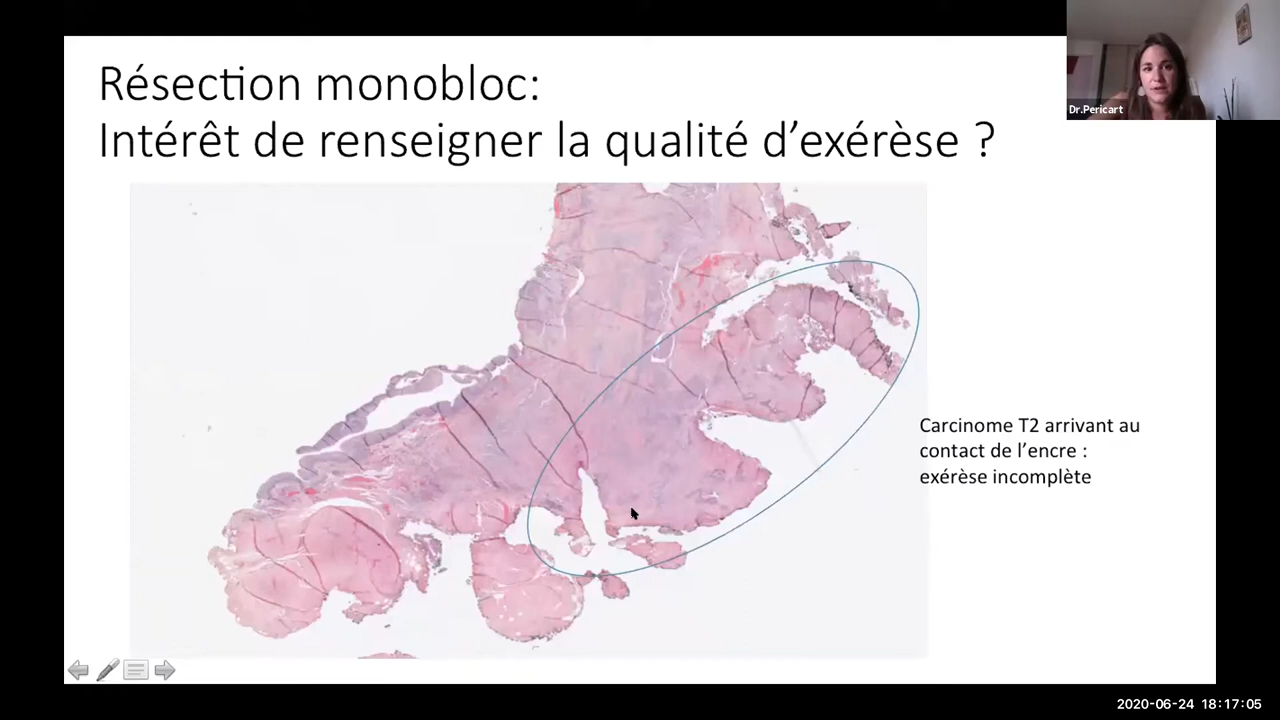 Résection monobloc:
Intérêt de renseigner la qualité d’exérèse ?
Dr.Pericart
Carcinome T2 arrivant au
contact de l’encre :
exérèse incomplète
2020-06-24 18:17:05